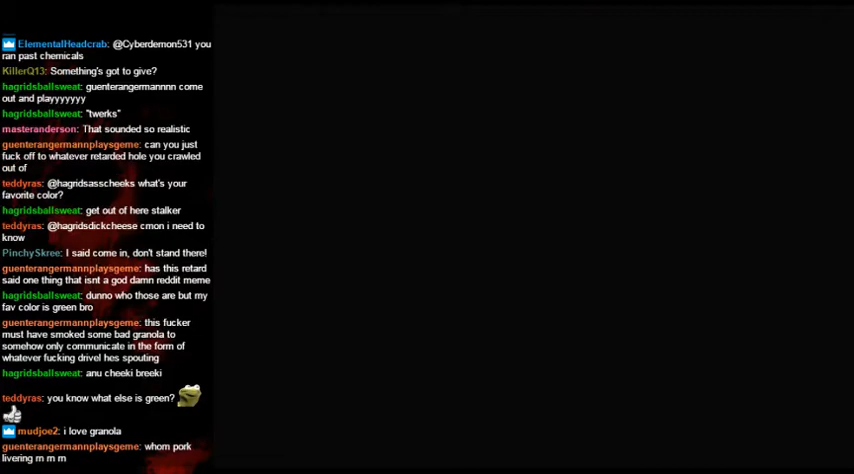 ElementalHeadcrab: @Cyberdemon531 you
ran past chemicals
KillerQ13: Something's got to give?
hagridsballsweat: guenterangermannnn come
out and playyyyyyy
hagridsballsweat: "twerks"
masteranderson: That sounded so realistic
guenterangermannplaysgeme: can you just
fuck off to whatever retarded hole you crawled
out of
teddyras: @hagridsasscheeks what's your
favorite color?
hagridsballsweat: get out of here stalker
teddyras: @hagridsdickcheese cmon i need to
know
PinchySkree: I said come in, don't stand there!
guenterangermannplaysgeme: has this retard
said one thing that isnt a god damn reddit meme
hagridsballsweat: dunno who those are but my
fav color is green bro
guenterangermannplaysgeme: this fucker
must have smoked some bad granola to
somehow only communicate in the form of
whatever fucking drivel hes spouting
hagridsballsweat: anu cheeki breeki
teddyras: you know what else is green?
mudjoe2: i love granola
guenterangermannplaysgeme: whom pork
livering m m m